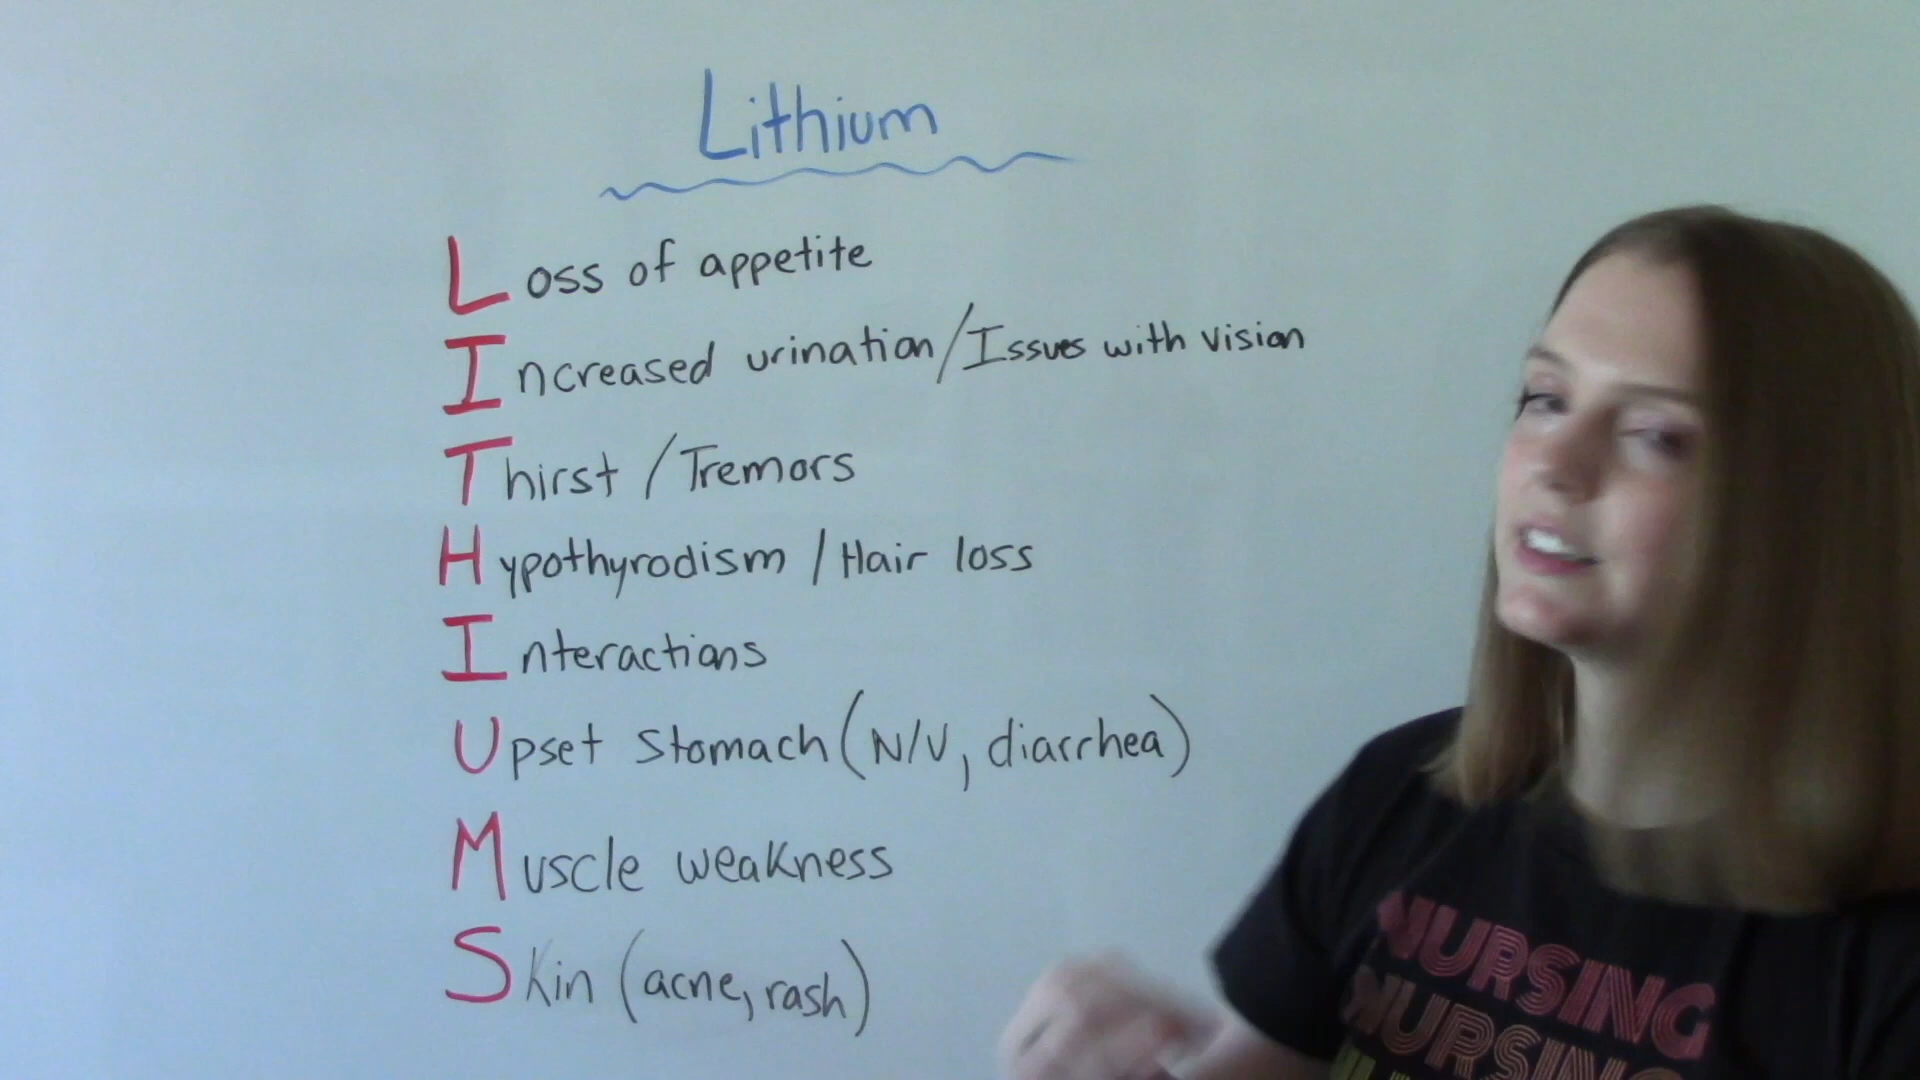 Lithium
Loss of appetite
Increased urination/Issues with vision
Thirst / Tremors
Hypothyrodism / Hair loss
Interactions
Upset Stomach (N/V, diarrhea)
Muscle weakness
Skin (acne, rash)
NURSING
NURSING